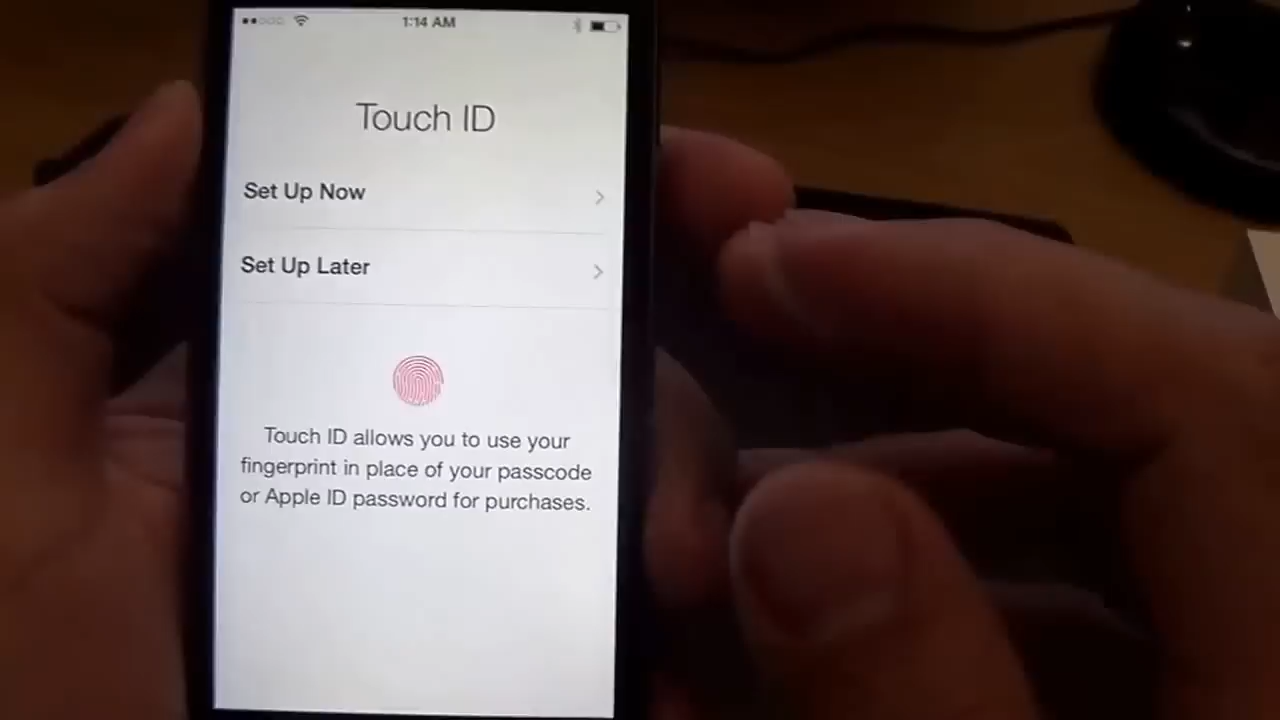 1:14 AM
Touch ID
Set Up Now
Set Up Later
Touch ID allows you to use your
fingerprint in place of your passcode
or Apple ID password for purchases.